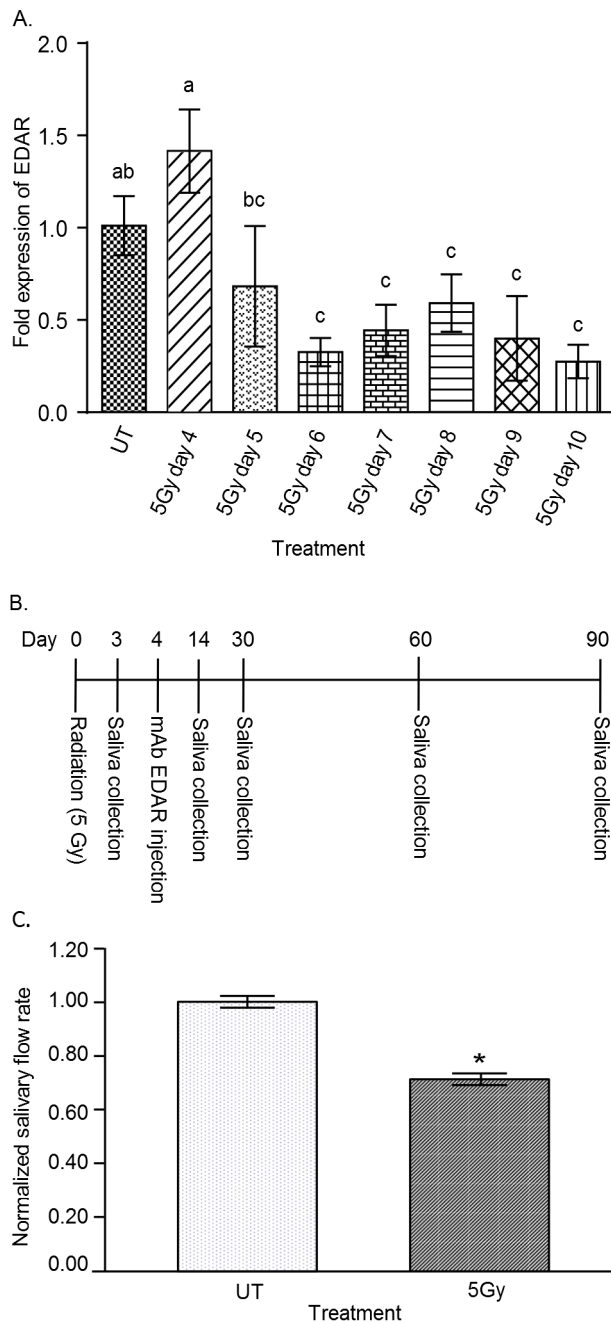 A.
Fold expression of EDAR
2.0
1.5
1.0
0.5
0.0
ab
a
bc
c
c
c
c
c
UT
5Gy day 4
5Gy day 5
5Gy day 6
5Gy day 7
5Gy day 8
5Gy day 9
5Gy day 10
Treatment
B.
Day 0 3 4 14 30 60 90
Radiation (5 Gy)
Saliva collection
mAb EDAR injection
Saliva collection
Saliva collection
Saliva collection
Saliva collection
C.
Normalized salivary flow rate
1.20
1.00
0.80
0.60
0.40
0.20
0.00
*
UT
5Gy
Treatment